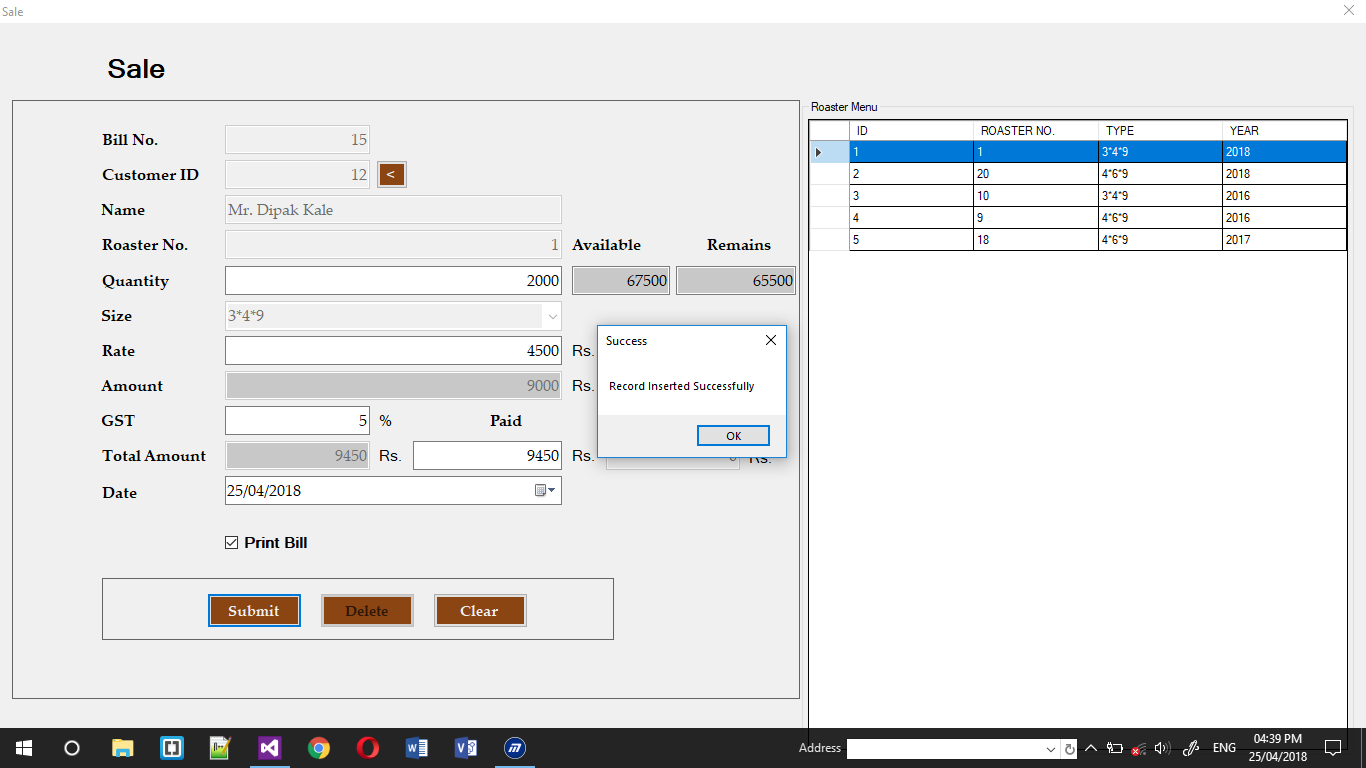 Sale
Sale
Bill No. 15
Customer ID 12 <
Name Mr. Dipak Kale
Roaster No. 1 Available Remains
Quantity 2000 67500 65500
Size 3*4*9
Rate 4500 Rs.
Amount 9000 Rs.
GST 5 % Paid
Total Amount 9450 Rs. 9450 Rs. Rs.
Date 25/04/2018
Print Bill
Submit Delete Clear
Success
Record Inserted Successfully
OK
Roaster Menu
ID ROASTER NO. TYPE YEAR
1 1 3*4*9 2018
2 20 4*6*9 2018
3 10 3*4*9 2016
4 9 4*6*9 2016
5 18 4*6*9 2017
Address ENG 04:39 PM
25/04/2018